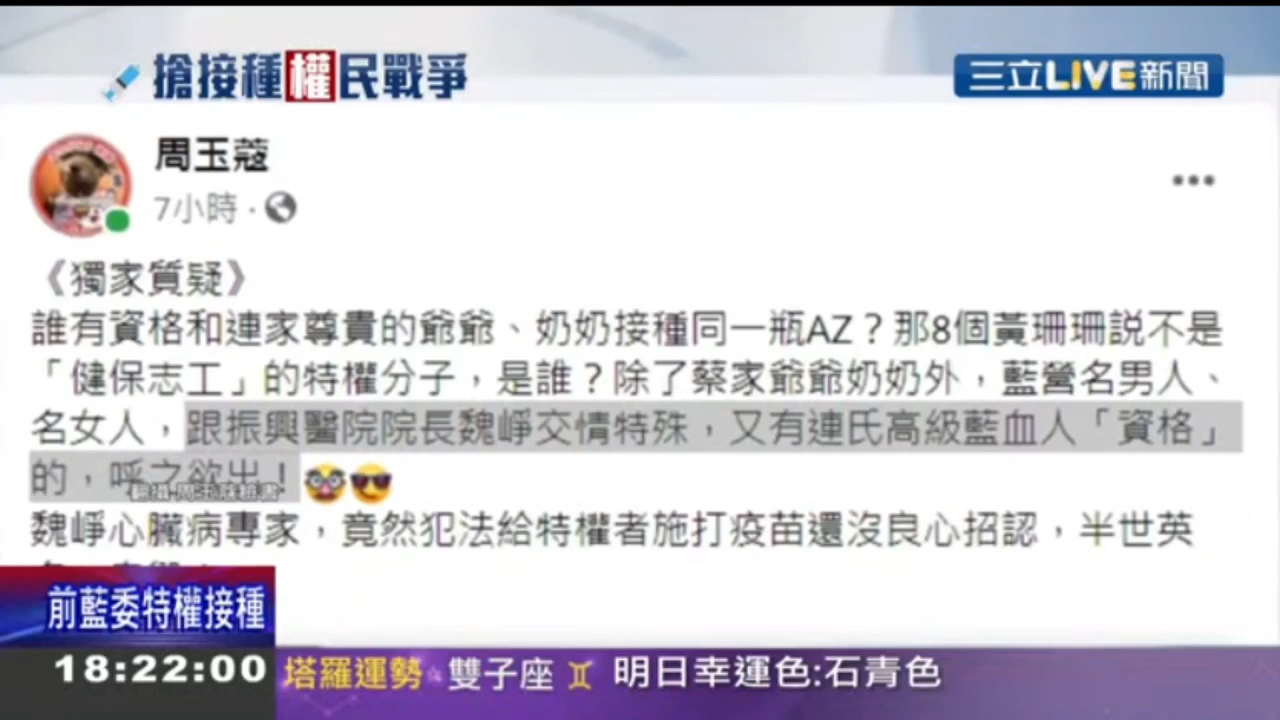 搶接種權民戰爭
三立LIVE新聞
周玉蔻
7小時
《獨家質疑》
誰有資格和連家尊貴的爺爺、奶奶接種同一瓶AZ？那8個黃珊珊說不是
「健保志工」的特權分子，是誰？除了蔡家爺爺奶奶外，藍營名男人、
名女人，跟振興醫院院長魏崢交情特殊，又有連氏高級藍血人「資格」
的，呼之欲出！
翻攝 周玉蔻臉書
魏崢心臟病專家，竟然犯法給特權者施打疫苗還沒良心招認，半世英
前藍委特權接種
18:22:00
塔羅運勢 雙子座 ♊ 明日幸運色:石青色